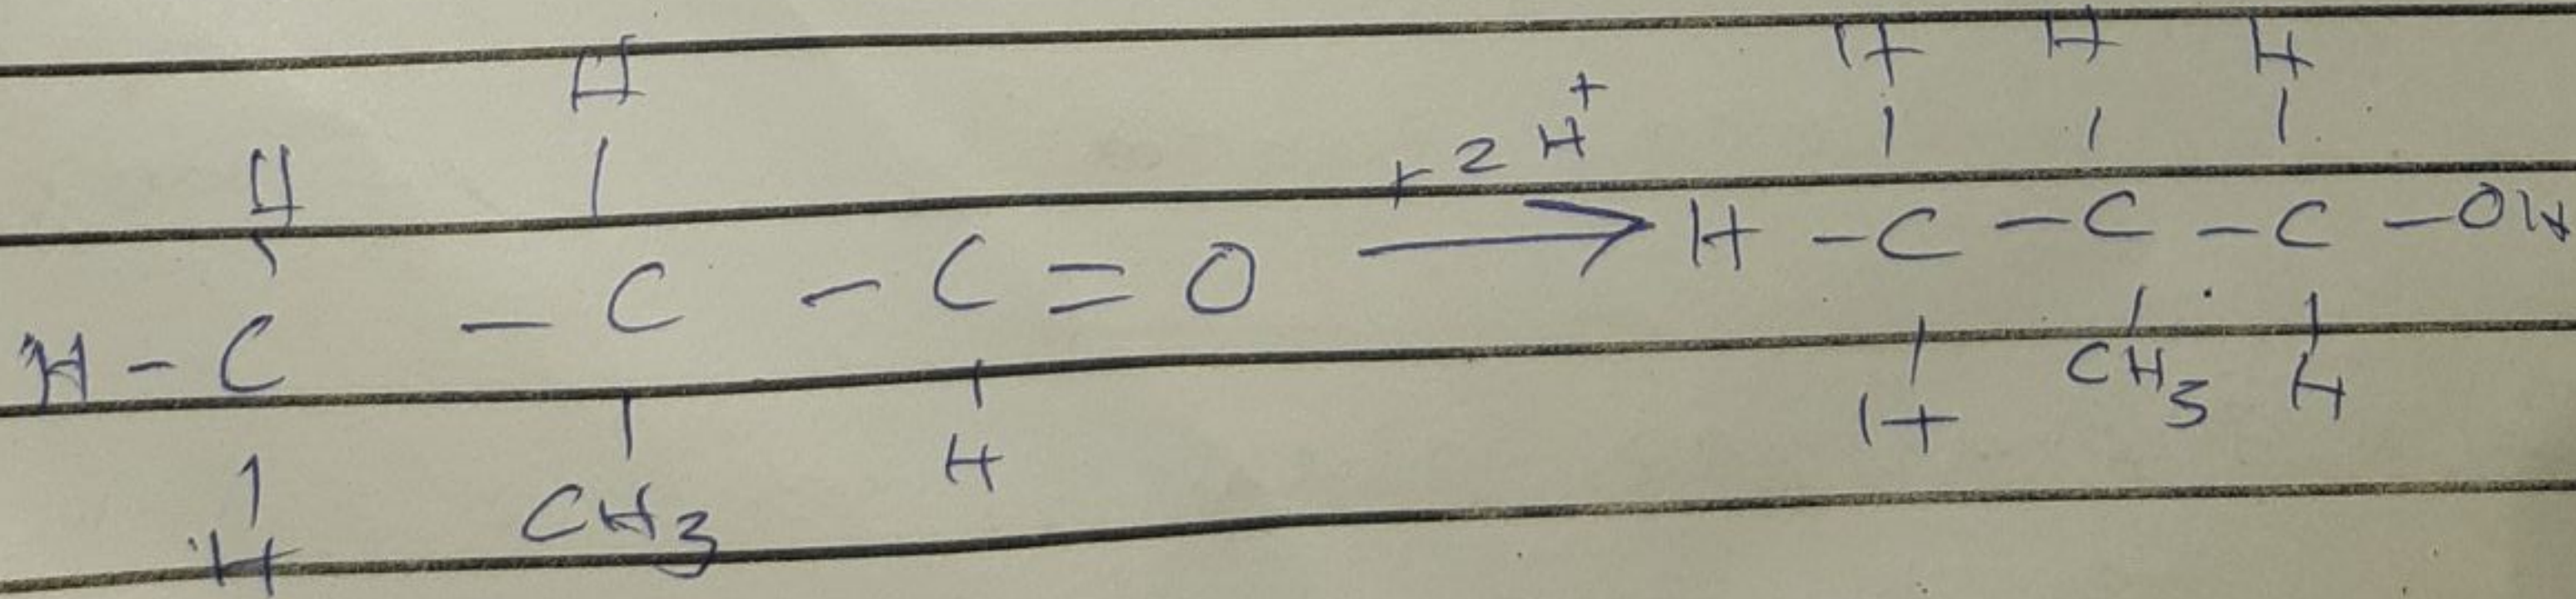 H H H H
H +2H⁺ H - C - C - C - OH
H - C - C - C = O → H CH₃ H
H CH₃ H